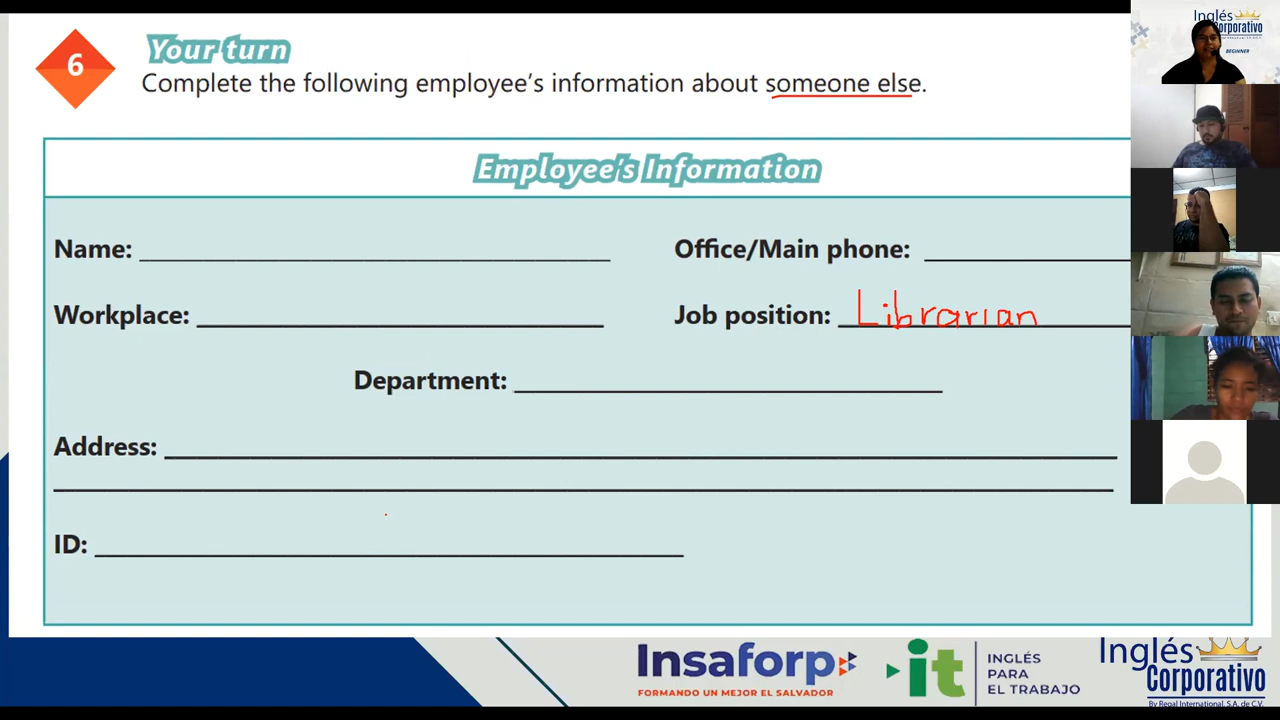 6
Your turn
Complete the following employee's information about someone else.
Employee's Information
Name: Office/Main phone:
Workplace: Job position: Librarian
Department:
Address:
ID:
Insaforp
FORMANDO UN MEJOR EL SALVADOR
it
INGLÉS
PARA
EL TRABAJO
Inglés
Corporativo
By Regal International, S.A. de C.V.
Inglés
Corporativo
BEGINNER